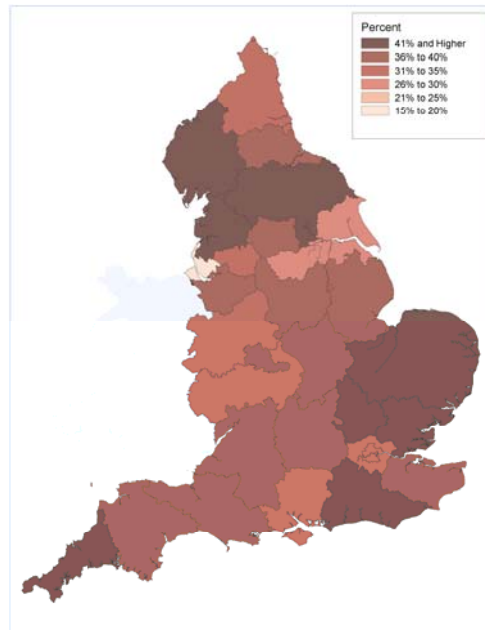 Percent
41% and Higher
36% to 40%
31% to 35%
26% to 30%
21% to 25%
15% to 20%